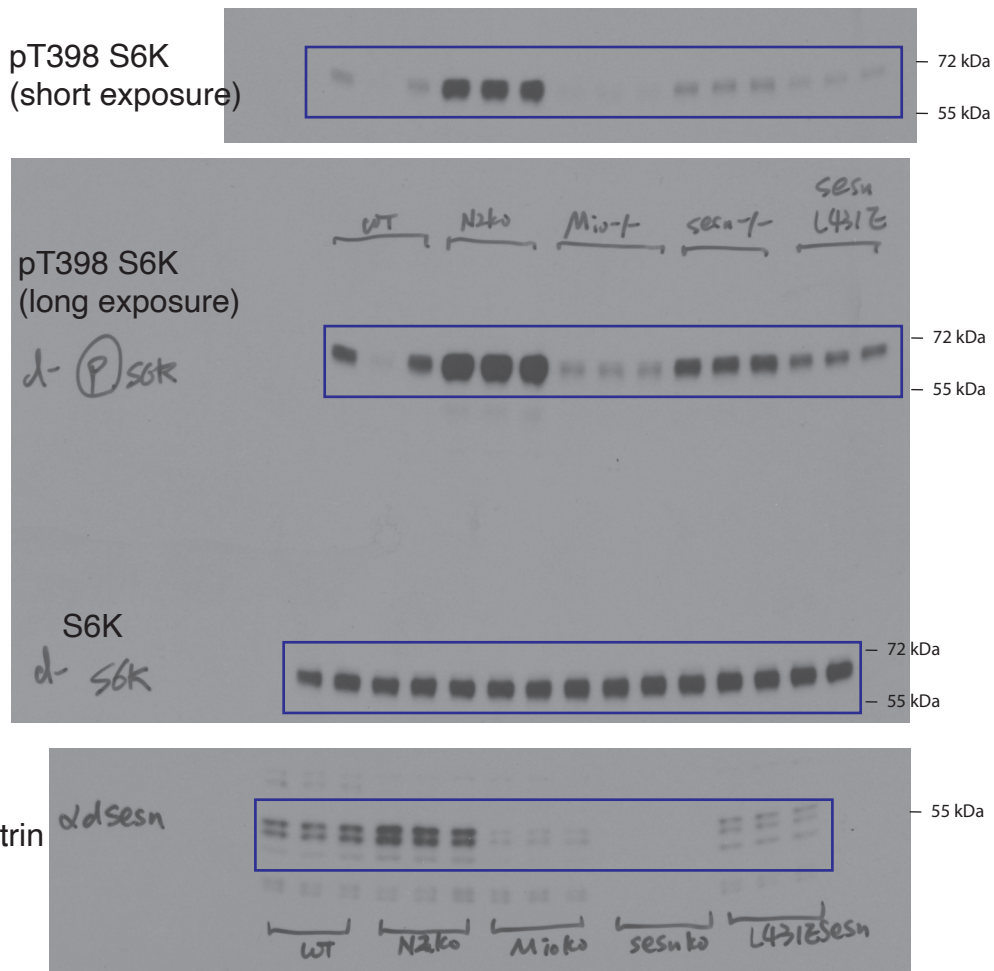 pT398 S6K
(short exposure)
72 kDa
55 kDa
WT N2ko Mio-/- sesn-/- sesn L431E
pT398 S6K
(long exposure)
72 kDa
d- P S6K
55 kDa
S6K
72 kDa
d- S6K
55 kDa
55 kDa
αdsesn
trin
WT N2ko Mioko sesnko L431Esesn